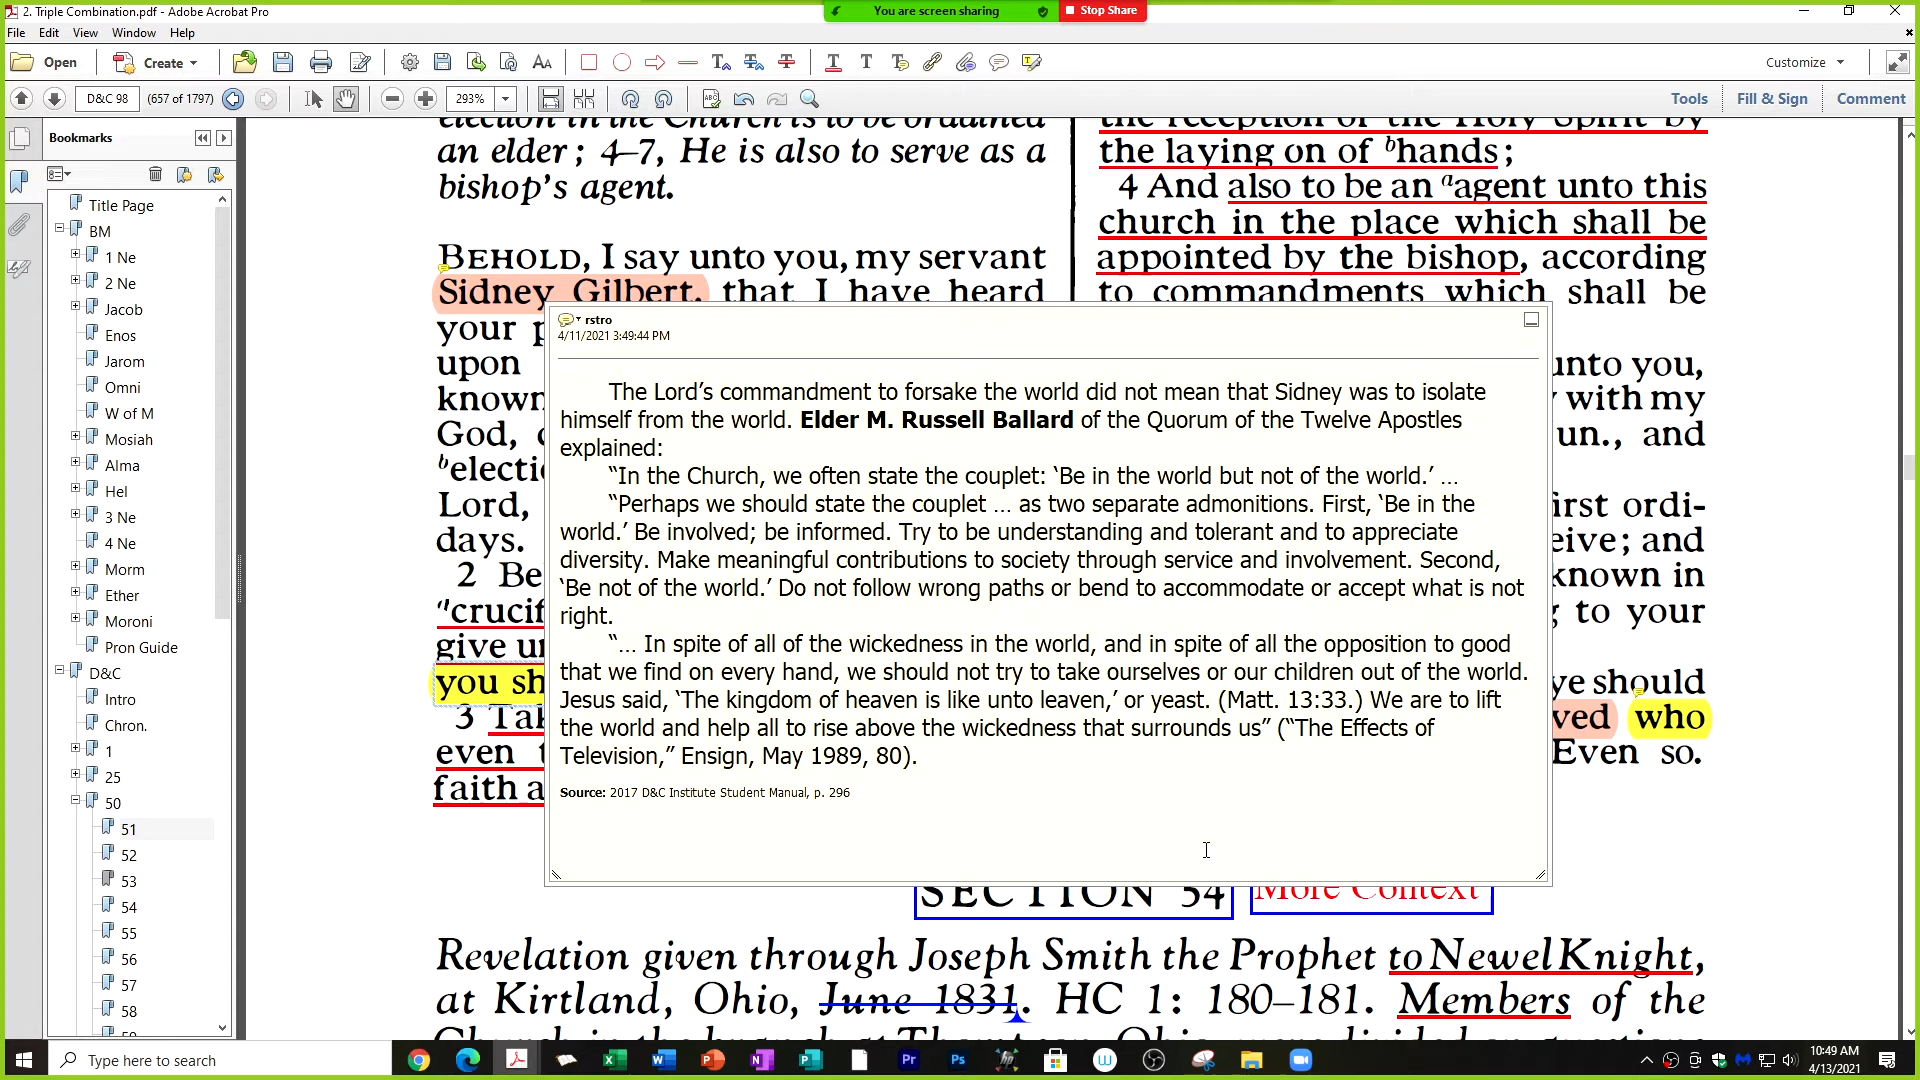 2. Triple Combination.pdf - Adobe Acrobat Pro
You are screen sharing
Stop Share
File Edit View Window Help
Open Create Customize
D&C 98 (657 of 1797) 293% Tools Fill & Sign Comment
Bookmarks
Title Page
BM
1 Ne
2 Ne
Jacob
Enos
Jarom
Omni
W of M
Mosiah
Alma
Hel
3 Ne
4 Ne
Morm
Ether
Moroni
Pron Guide
D&C
Intro
Chron.
1
25
50
51
52
53
54
55
56
57
58
59
election in the Church is to be ordained
an elder; 4–7, He is also to serve as a
bishop's agent.
BEHOLD, I say unto you, my servant
Sidney Gilbert, that I have heard
your
upon
known
God,
Lord,
days.
2
give
you
3
even
faith
the reception of the Holy Spirit by
the laying on of bhands;
4 And also to be an aagent unto this
church in the place which shall be
appointed by the bishop, according
to commandments which shall be
unto you,
with my
un., and
first ordi-
and
known in
to your
ye should
who
Even so.
rstro
4/11/2021 3:49:44 PM
The Lord’s commandment to forsake the world did not mean that Sidney was to isolate
himself from the world. Elder M. Russell Ballard of the Quorum of the Twelve Apostles
explained:
“In the Church, we often state the couplet: ‘Be in the world but not of the world.’ …
“Perhaps we should state the couplet … as two separate admonitions. First, ‘Be in the
world.’ Be involved; be informed. Try to be understanding and tolerant and to appreciate
diversity. Make meaningful contributions to society through service and involvement. Second,
‘Be not of the world.’ Do not follow wrong paths or bend to accommodate or accept what is not
right.
“… In spite of all of the wickedness in the world, and in spite of all the opposition to good
that we find on every hand, we should not try to take ourselves or our children out of the world.
Jesus said, ‘The kingdom of heaven is like unto leaven,’ or yeast. (Matt. 13:33.) We are to lift
the world and help all to rise above the wickedness that surrounds us” (“The Effects of
Television,” Ensign, May 1989, 80).
Source: 2017 D&C Institute Student Manual, p. 296
SECTION 54 More Context
Revelation given through Joseph Smith the Prophet to Newel Knight,
at Kirtland, Ohio, June 1831. HC 1: 180–181. Members of the
Type here to search
10:49 AM
4/13/2021